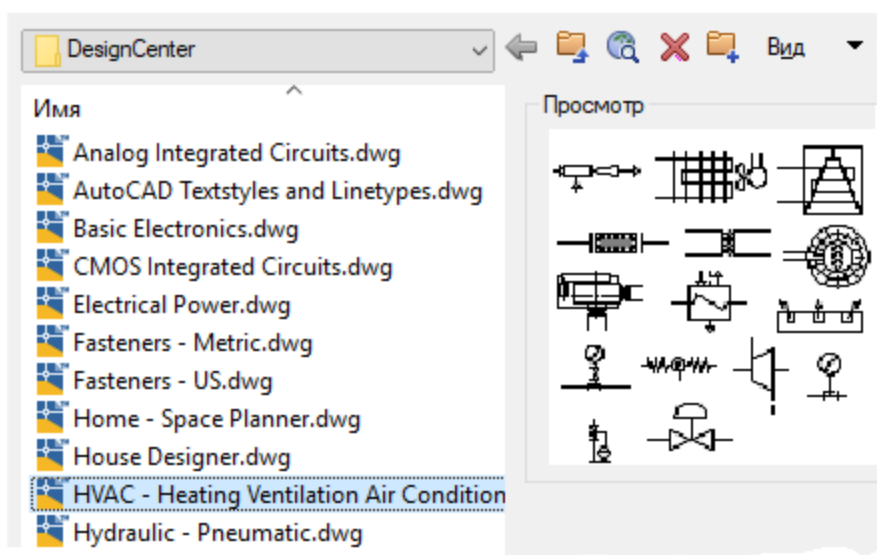 DesignCenter
Вид
Имя
Просмотр
Analog Integrated Circuits.dwg
AutoCAD Textstyles and Linetypes.dwg
Basic Electronics.dwg
CMOS Integrated Circuits.dwg
Electrical Power.dwg
Fasteners - Metric.dwg
Fasteners - US.dwg
Home - Space Planner.dwg
House Designer.dwg
HVAC - Heating Ventilation Air Condition
Hydraulic - Pneumatic.dwg